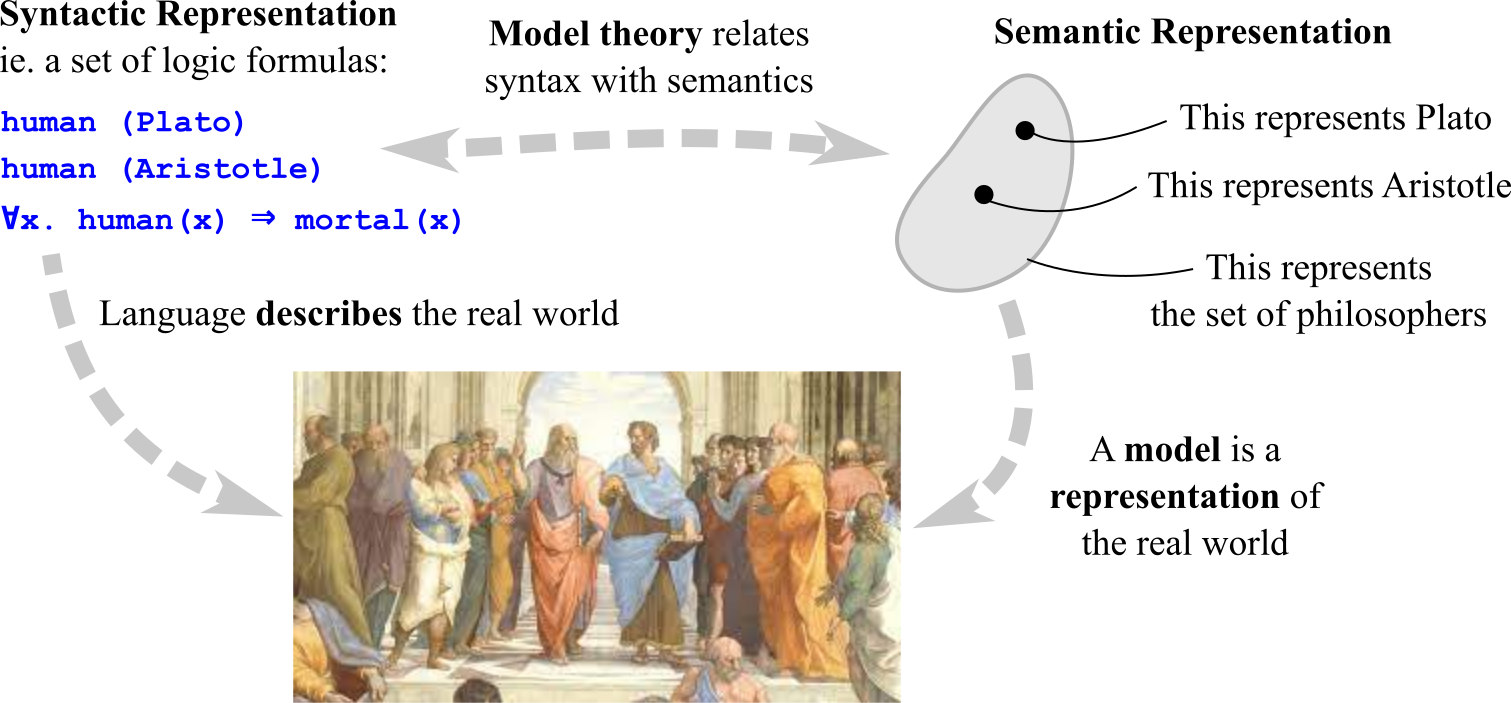 Syntactic Representation
ie. a set of logic formulas:
human (Plato)
human (Aristotle)
∀x. human(x) ⇒ mortal(x)
Model theory relates
syntax with semantics
Semantic Representation
This represents Plato
This represents Aristotle
This represents
the set of philosophers
Language describes the real world
A model is a
representation of
the real world